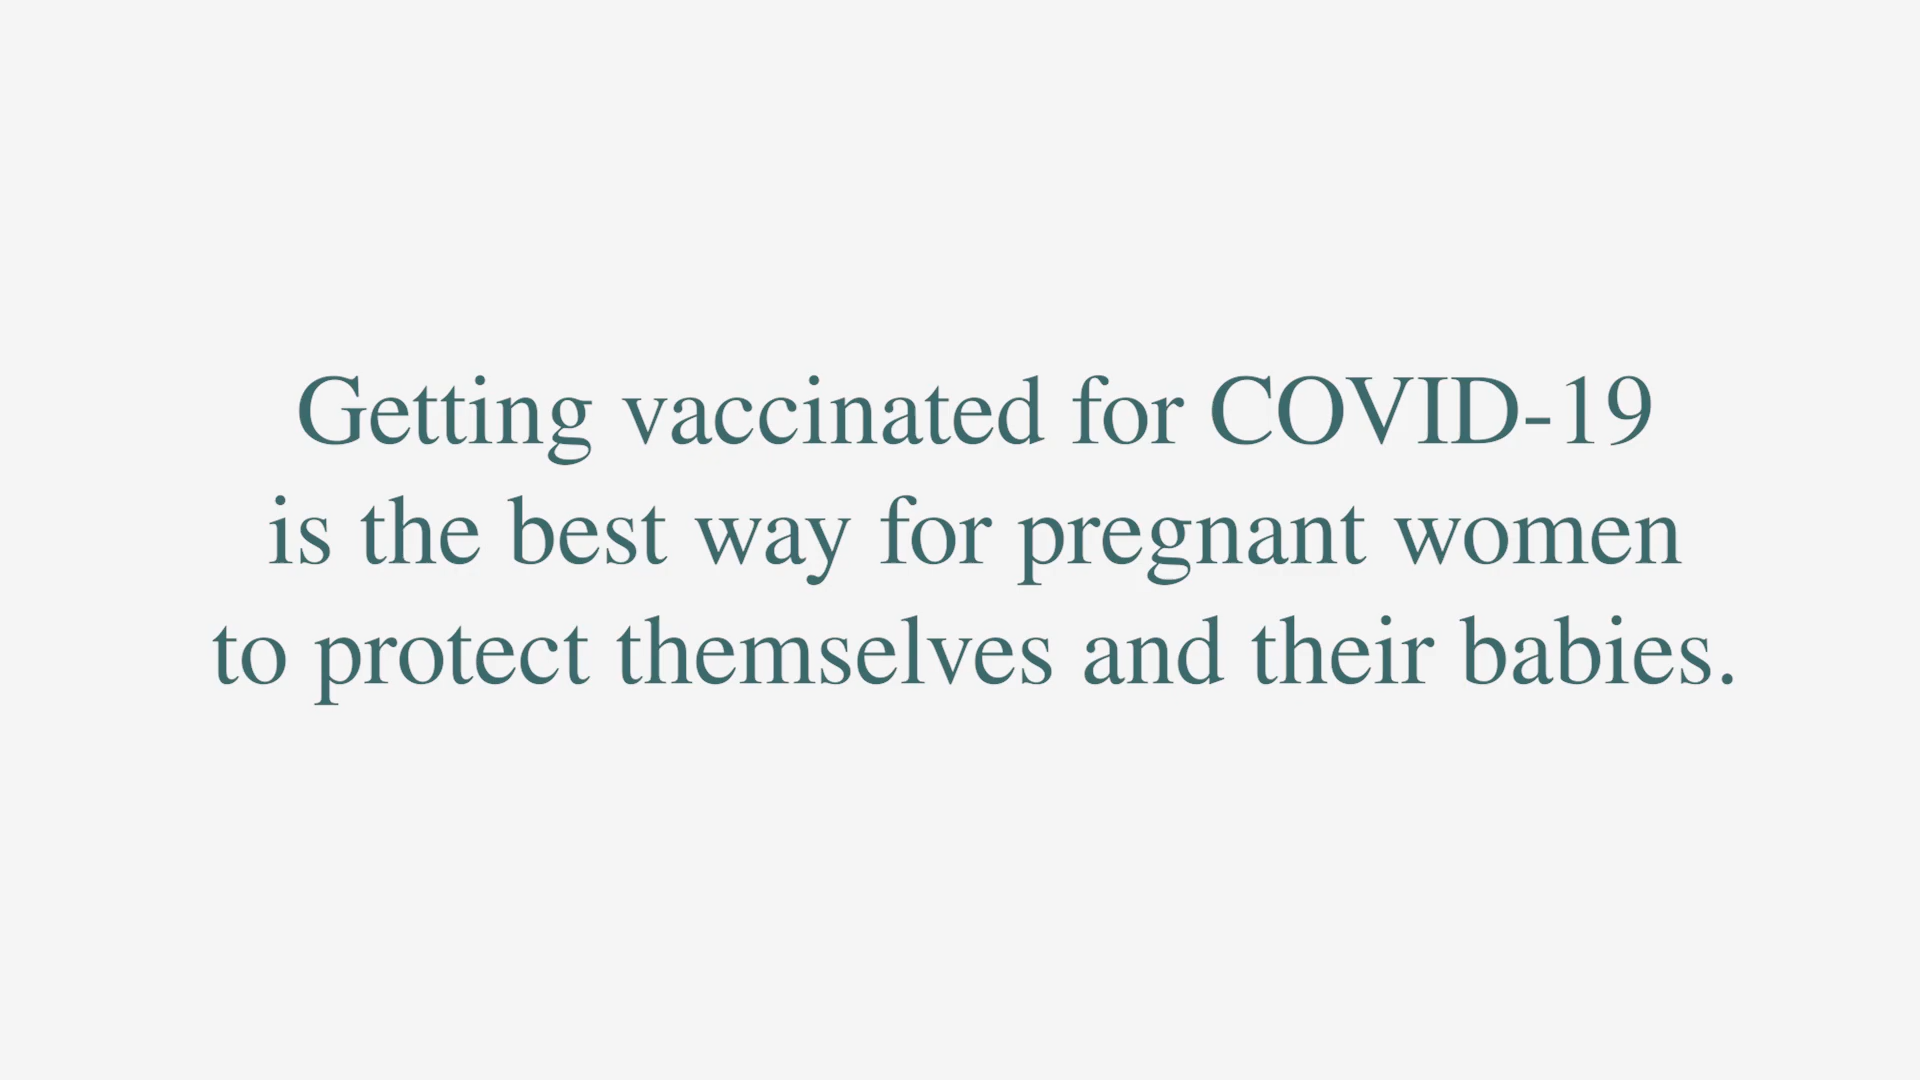 Getting vaccinated for COVID-19
is the best way for pregnant women
to protect themselves and their babies.